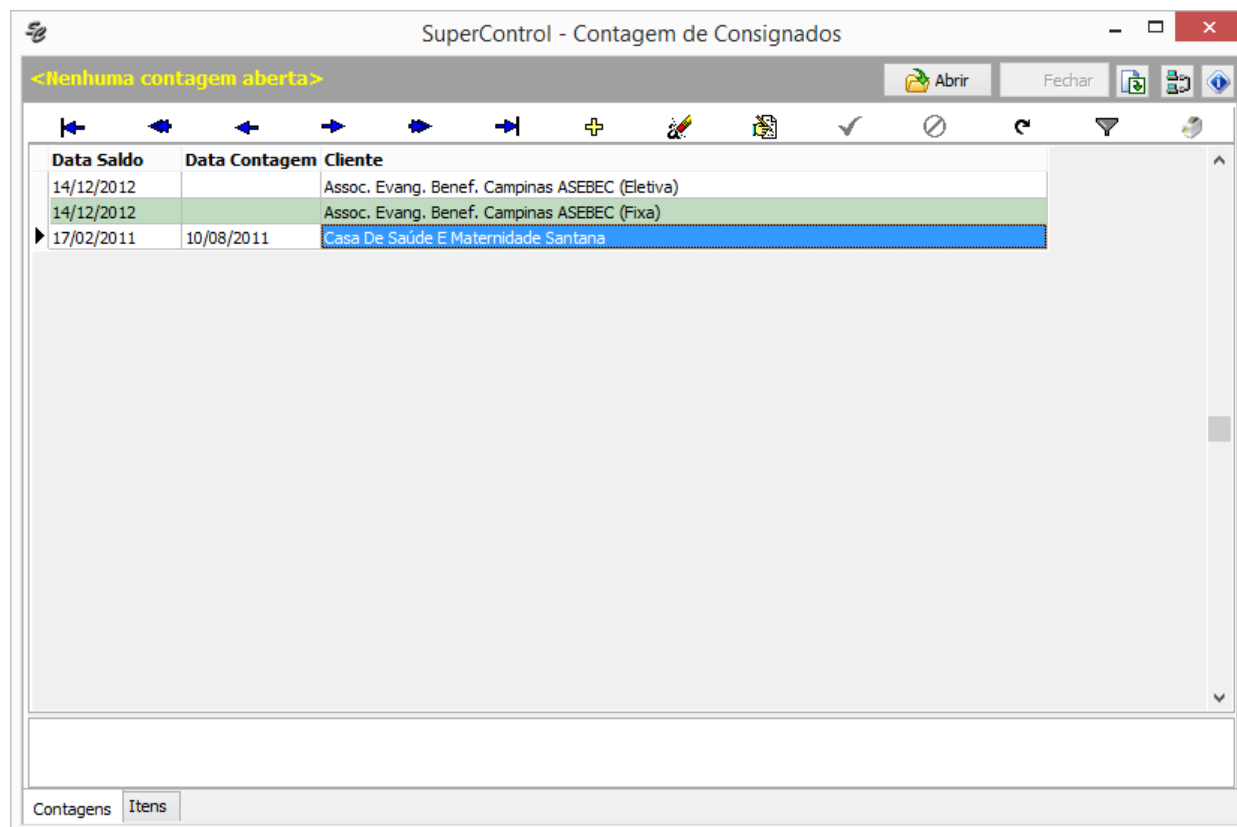 SC SuperControl - Contagem de Consignados
<Nenhuma contagem aberta> Abrir Fechar
Data Saldo Data Contagem Cliente
14/12/2012 Assoc. Evang. Benef. Campinas ASEBEC (Eletiva)
14/12/2012 Assoc. Evang. Benef. Campinas ASEBEC (Fixa)
17/02/2011 10/08/2011 Casa De Saúde E Maternidade Santana
Contagens Itens